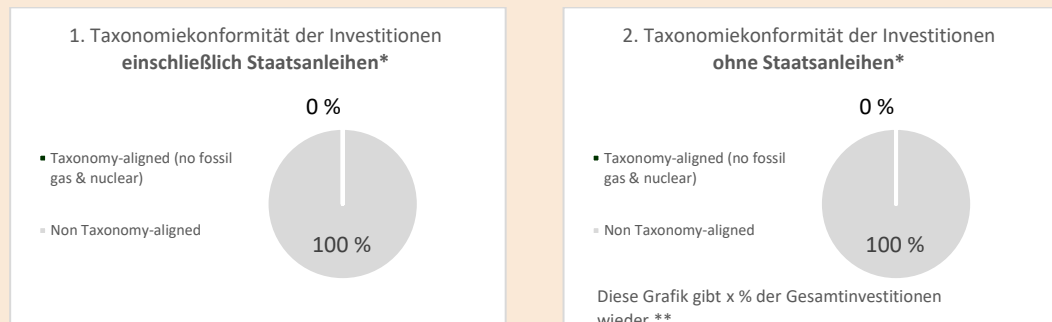 1. Taxonomiekonformität der Investitionen
einschließlich Staatsanleihen*
0 %
Taxonomy-aligned (no fossil
gas & nuclear)
Non Taxonomy-aligned
100 %
2. Taxonomiekonformität der Investitionen
ohne Staatsanleihen*
0 %
Taxonomy-aligned (no fossil
gas & nuclear)
Non Taxonomy-aligned
100 %
Diese Grafik gibt x % der Gesamtinvestitionen
wieder.**